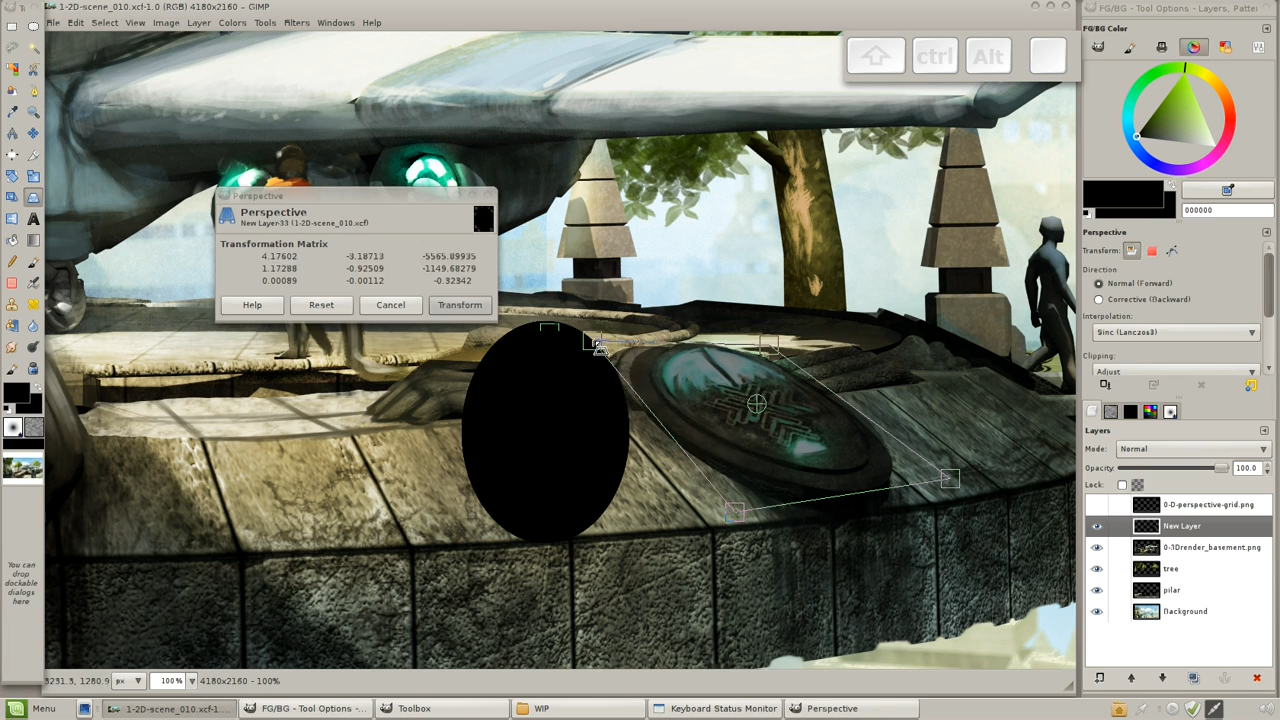 1-2D-scene_010.xcf-1.0 (RGB) 4180x2160 – GIMP
File Edit Select View Image Layer Colors Tools Filters Windows Help
ctrl Alt
Perspective
Perspective
New Layer-33 (1-2D-scene_010.xcf)
Transformation Matrix
4.17602 -3.18713 -5565.89935
1.17288 -0.92509 -1149.68279
0.00089 -0.00112 -0.32342
Help Reset Cancel Transform
You can
drop
dockable
dialogs
here
3231.3, 1280.9 px 100% 4180x2160 - 100%
FG/BG - Tool Options - Layers, Patter
FG/BG Color
000000
Perspective
Transform:
Direction
Normal (Forward)
Corrective (Backward)
Interpolation:
Sinc (Lanczos3)
Clipping:
Adjust
Layers
Mode: Normal
Opacity: 100.0
Lock:
0-D-perspective-grid.png
New Layer
0-3Drender_basement.png
tree
pilar
Background
Menu 1-2D-scene_010.xcf-1.... FG/BG - Tool Options -... Toolbox WIP Keyboard Status Monitor Perspective